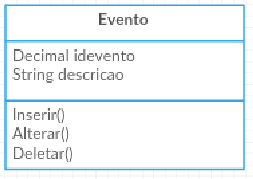 Evento
Decimal idevento
String descricao
Inserir()
Alterar()
Deletar()